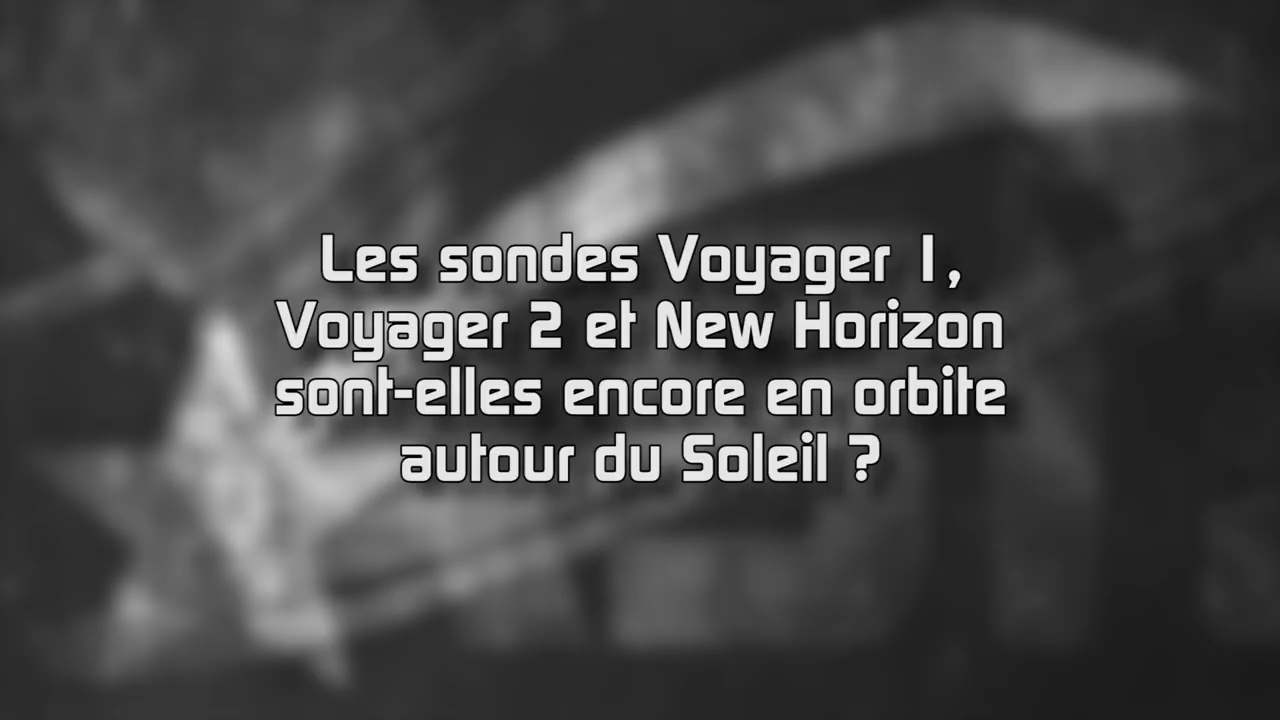 Les sondes Voyager 1,
Voyager 2 et New Horizon
sont-elles encore en orbite
autour du Soleil ?